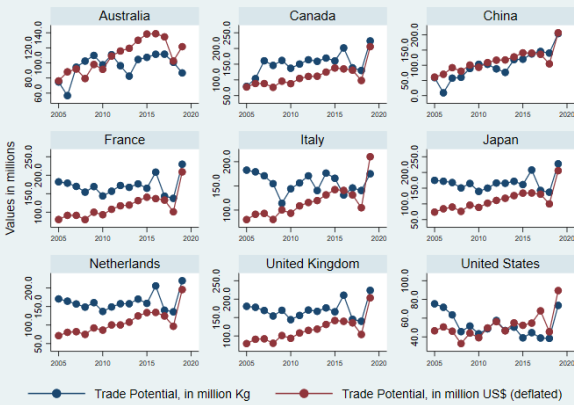 Australia
Canada
China
60.0 80.0 100.0 120.0 140.0
50.0 100.0 150.0 200.0 250.0
0.0 50.0 100.0 150.0 200.0
2005 2010 2015 2020
2005 2010 2015 2020
2005 2010 2015 2020
France
Italy
Japan
Values in millions
100.0 150.0 200.0 250.0
150.0 200.0
50.0 100.0 150.0 200.0 250.0
2005 2010 2015 2020
2005 2010 2015 2020
2005 2010 2015 2020
Netherlands
United Kingdom
United States
50.0 100.0 150.0 200.0
100.0 150.0 200.0 250.0
40.0 60.0 80.0 100.0
2005 2010 2015 2020
2005 2010 2015 2020
2005 2010 2015 2020
Trade Potential, in million Kg
Trade Potential, in million US$ (deflated)